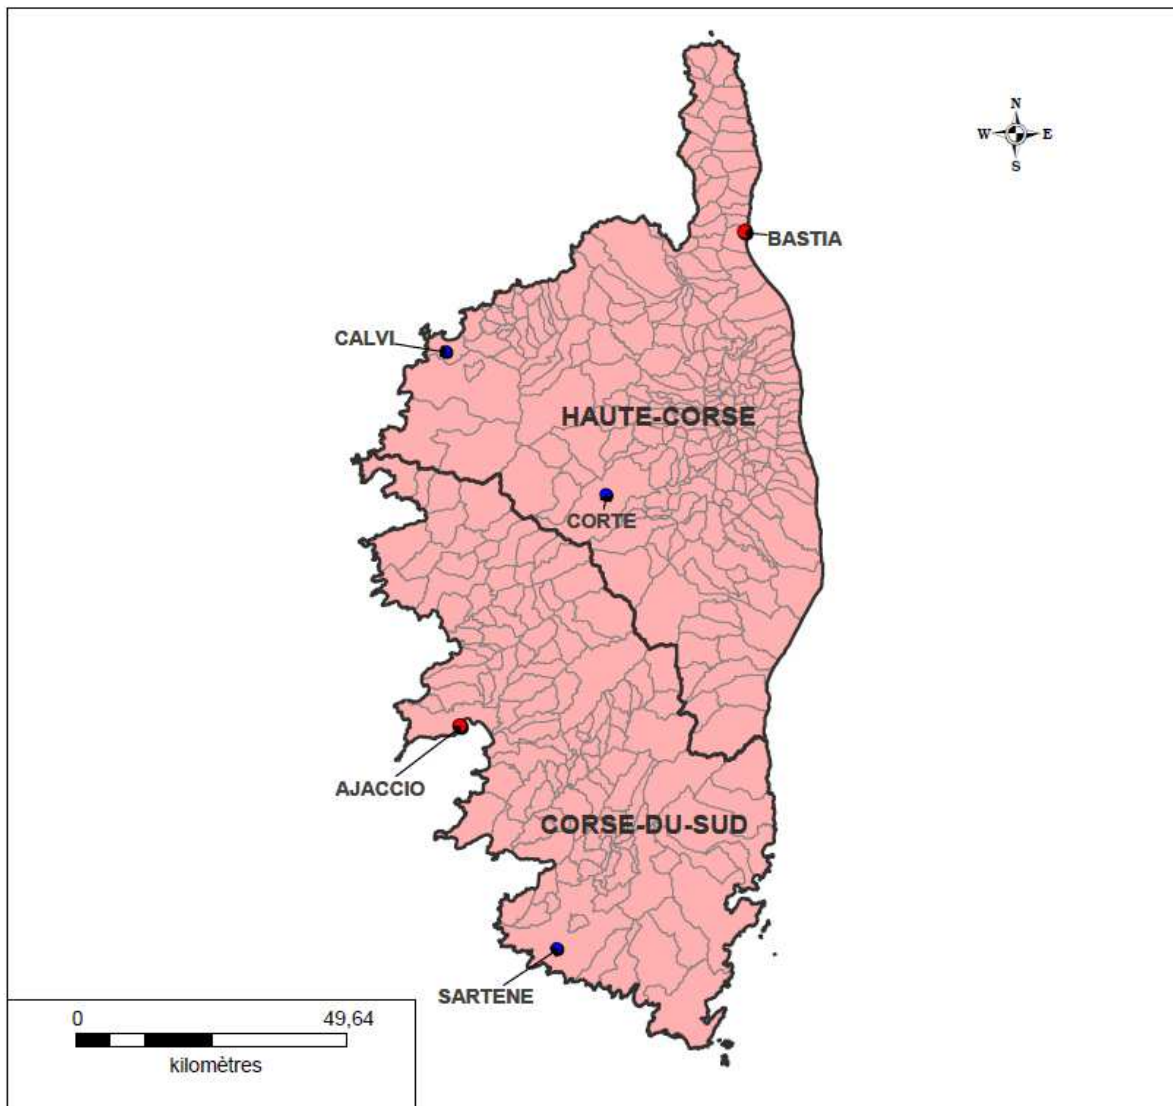 N
W E
S
BASTIA
CALVI
HAUTE-CORSE
CORTE
AJACCIO
CORSE-DU-SUD
SARTENE
0 49,64
kilomètres